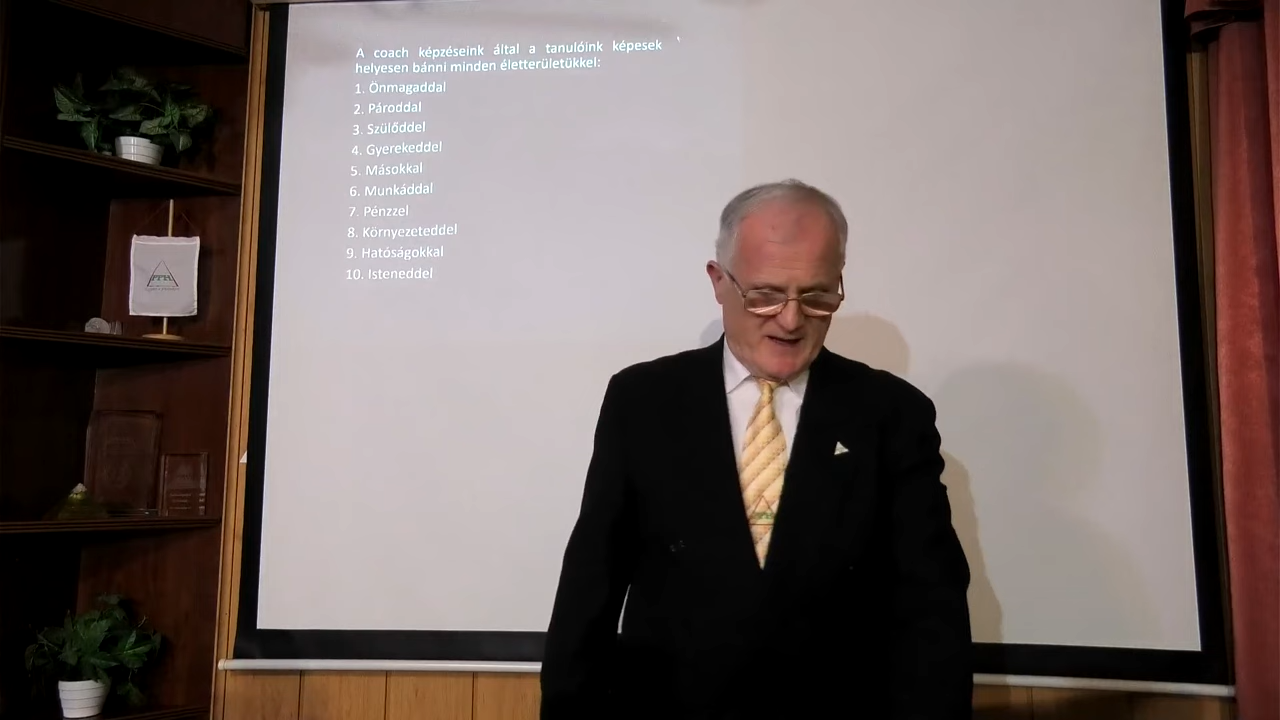 A coach képzéseink által a tanulóink képesek
helyesen bánni minden életterületükkel:
1. Önmagaddal
2. Pároddal
3. Szülőddel
4. Gyerekeddel
5. Másokkal
6. Munkáddal
7. Pénzzel
8. Környezeteddel
9. Hatóságokkal
10. Isteneddel